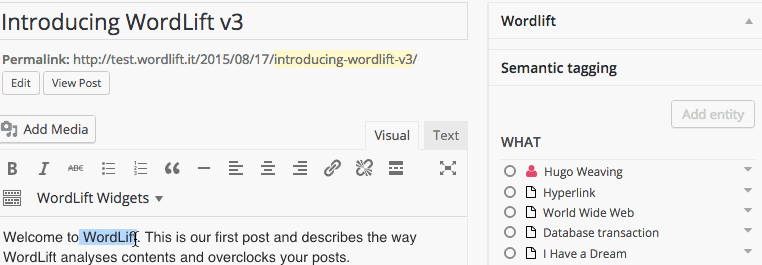 Introducing WordLift v3
Permalink: http://test.wordlift.it/2015/08/17/introducing-wordlift-v3/
Edit View Post
Add Media
Visual Text
B I ABC
WordLift Widgets
Welcome to WordLift. This is our first post and describes the way
WordLift analyses contents and overclocks your posts.
Wordlift
Semantic tagging
Add entity
WHAT
Hugo Weaving
Hyperlink
World Wide Web
Database transaction
I Have a Dream